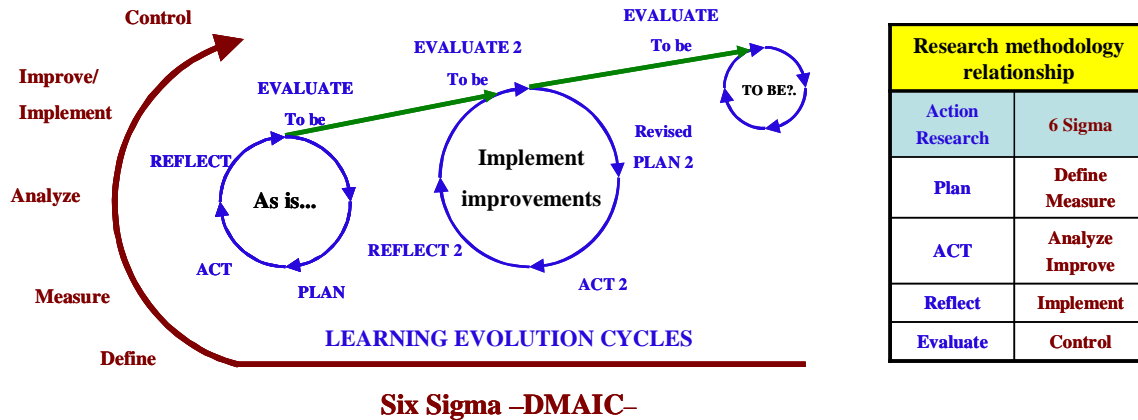 Control
Improve/
Implement
Analyze
Measure
Define
EVALUATE
To be
REFLECT
As is...
ACT
PLAN
EVALUATE 2
To be
Implement
improvements
Revised
PLAN 2
REFLECT 2
ACT 2
EVALUATE
To be
TO BE?.
LEARNING EVOLUTION CYCLES
Six Sigma –DMAIC–
Research methodology
relationship
Action
Research
6 Sigma
Plan
Define
Measure
ACT
Analyze
Improve
Reflect
Implement
Evaluate
Control